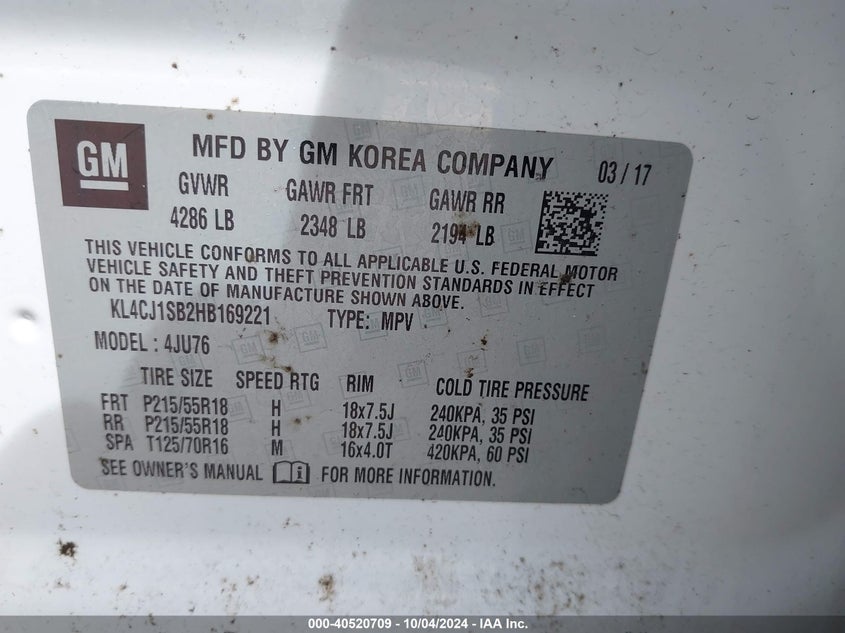 GM
MFD BY GM KOREA COMPANY 03 / 17
GVWR GAWR FRT GAWR RR
4286 LB 2348 LB 2194 LB
THIS VEHICLE CONFORMS TO ALL APPLICABLE U.S. FEDERAL MOTOR
VEHICLE SAFETY AND THEFT PREVENTION STANDARDS IN EFFECT
ON THE DATE OF MANUFACTURE SHOWN ABOVE.
KL4CJ1SB2HB169221 TYPE: MPV
MODEL : 4JU76
TIRE SIZE SPEED RTG RIM COLD TIRE PRESSURE
FRT P215/55R18 H 18x7.5J 240KPA, 35 PSI
RR P215/55R18 H 18x7.5J 240KPA, 35 PSI
SPA T125/70R16 M 16x4.0T 420KPA, 60 PSI
SEE OWNER'S MANUAL i FOR MORE INFORMATION.
000-40520709 - 10/04/2024 - IAA Inc.